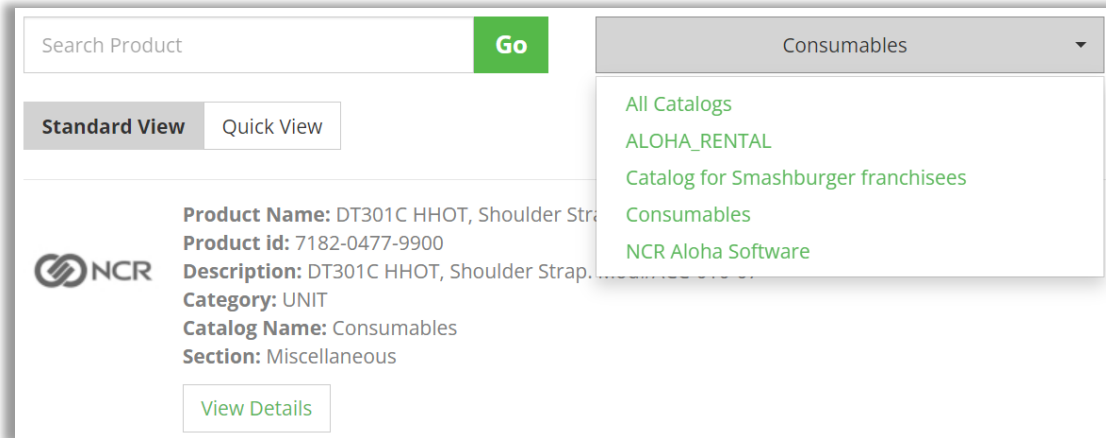 Search Product
Go
Consumables
All Catalogs
ALOHA_RENTAL
Catalog for Smashburger franchisees
Consumables
NCR Aloha Software
Standard View
Quick View
Product Name: DT301C HHOT, Shoulder Stra
Product id: 7182-0477-9900
NCR
Description: DT301C HHOT, Shoulder Strap.
Category: UNIT
Catalog Name: Consumables
Section: Miscellaneous
View Details